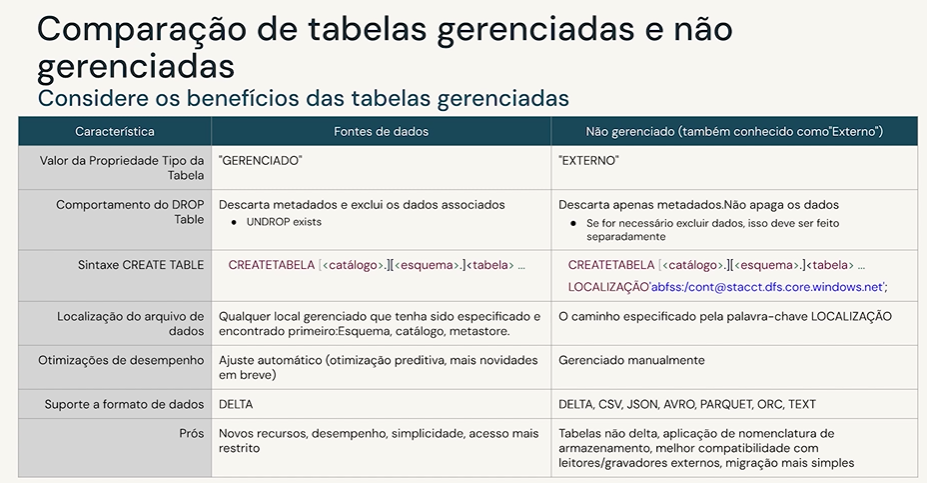 Comparação de tabelas gerenciadas e não
gerenciadas
Considere os benefícios das tabelas gerenciadas
Característica
Fontes de dados
Não gerenciado (também conhecido como"Externo")
Valor da Propriedade Tipo da
Tabela
"GERENCIADO"
"EXTERNO"
Comportamento do DROP
Table
Descarta metadados e exclui os dados associados
● UNDROP exists
Descarta apenas metadados.Não apaga os dados
● Se for necessário excluir dados, isso deve ser feito
separadamente
Sintaxe CREATE TABLE
CREATETABELA [<catálogo>.][<esquema>.]<tabela> ...
CREATETABELA [<catálogo>.][<esquema>.]<tabela> ...
LOCALIZAÇÃO'abfss:/cont@stacct.dfs.core.windows.net';
Localização do arquivo de
dados
Qualquer local gerenciado que tenha sido especificado e
encontrado primeiro:Esquema, catálogo, metastore.
O caminho especificado pela palavra-chave LOCALIZAÇÃO
Otimizações de desempenho
Ajuste automático (otimização preditiva, mais novidades
em breve)
Gerenciado manualmente
Suporte a formato de dados
DELTA
DELTA, CSV, JSON, AVRO, PARQUET, ORC, TEXT
Prós
Novos recursos, desempenho, simplicidade, acesso mais
restrito
Tabelas não delta, aplicação de nomenclatura de
armazenamento, melhor compatibilidade com
leitores/gravadores externos, migração mais simples